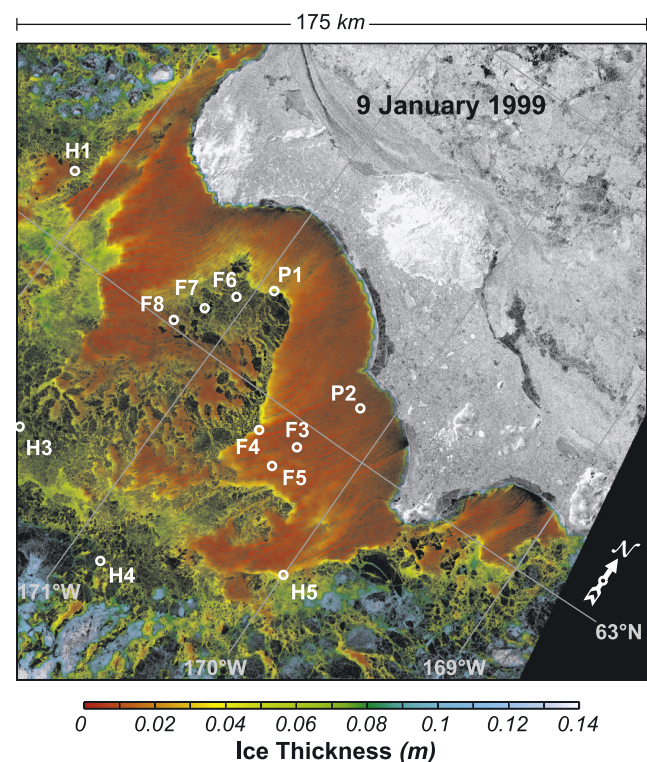 175 km
9 January 1999
H1
P1
F6
F7
F8
P2
F4
F3
F5
H3
H4
H5
171°W
170°W
169°W
63°N
N
0 0.02 0.04 0.06 0.08 0.1 0.12 0.14
Ice Thickness (m)